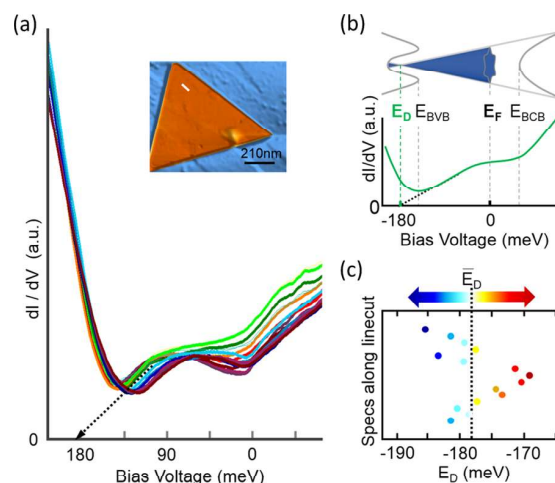 (a)
dI / dV (a.u.)
210nm
0
180
90
0
Bias Voltage (meV)
(b)
E_D
E_BVB
E_F
E_BCB
dI/dV (a.u.)
0
-180
0
Bias Voltage (meV)
(c)
E̅_D
Specs along linecut
-190
-180
-170
E_D (meV)